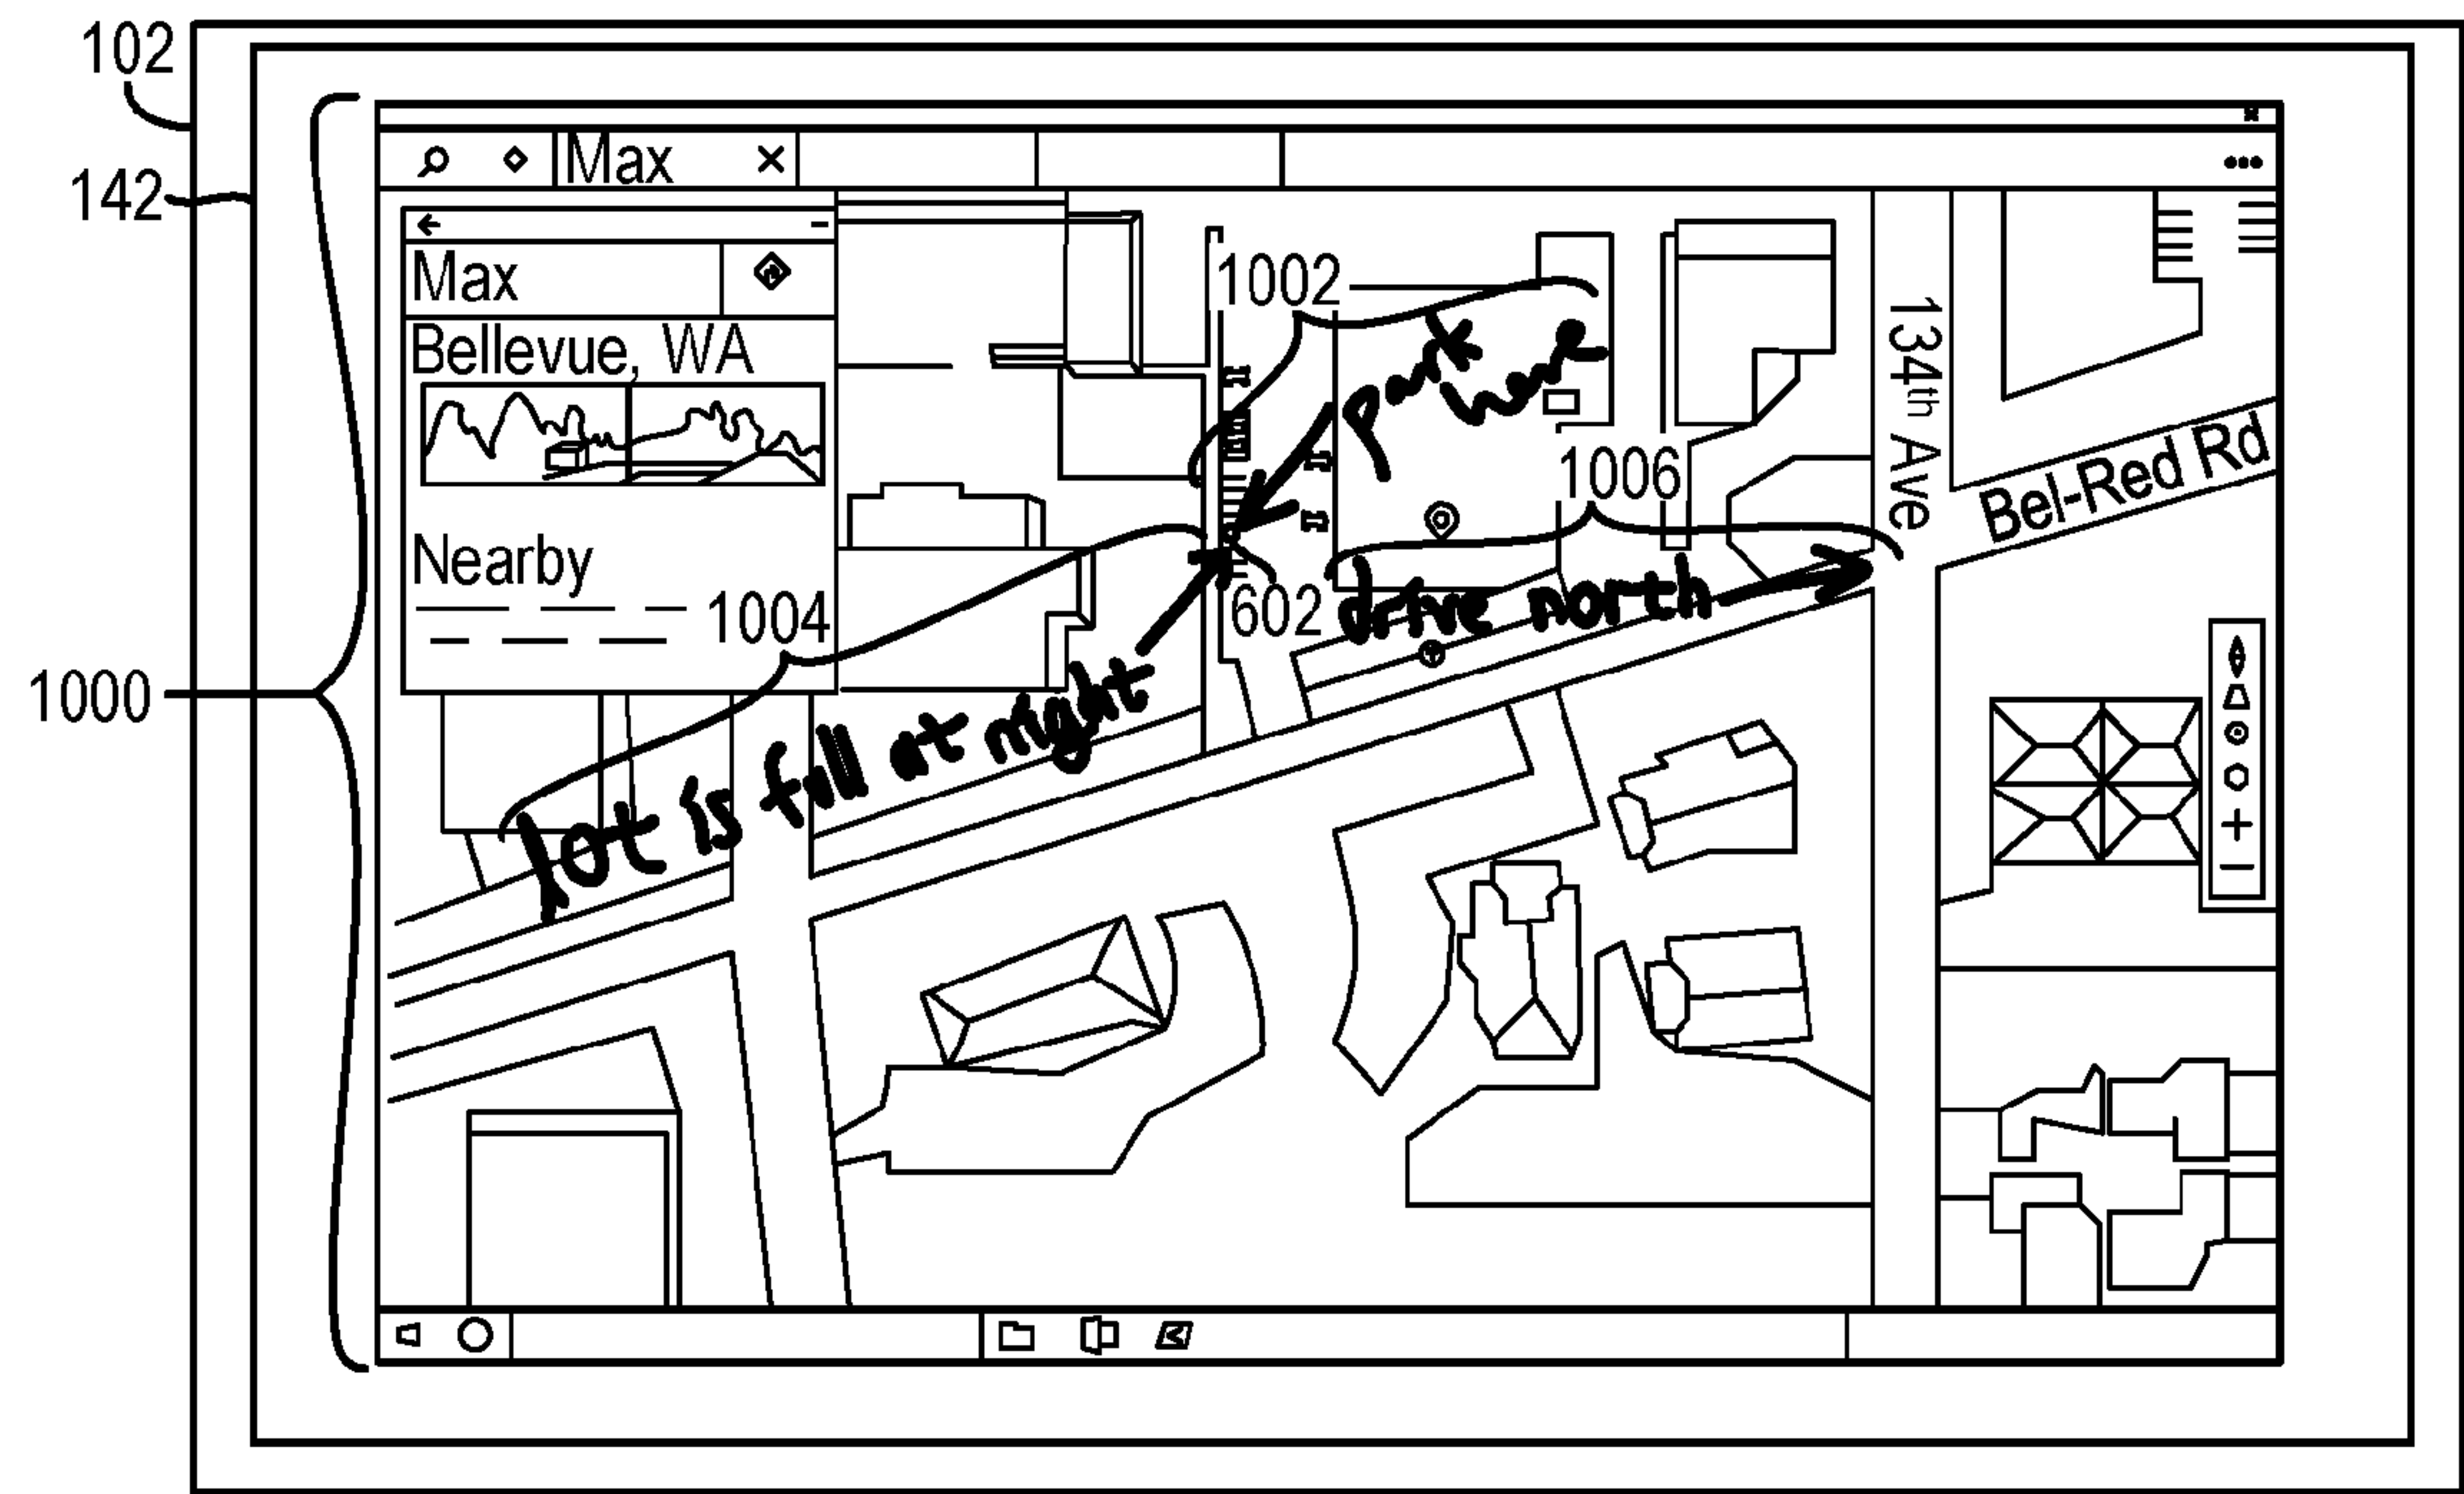 102
142
1000
Max
Max
Bellevue, WA
Nearby
1002
park
here
1004
1006
602
134th Ave
Bel-Red Rd
drive north
lot is full at night